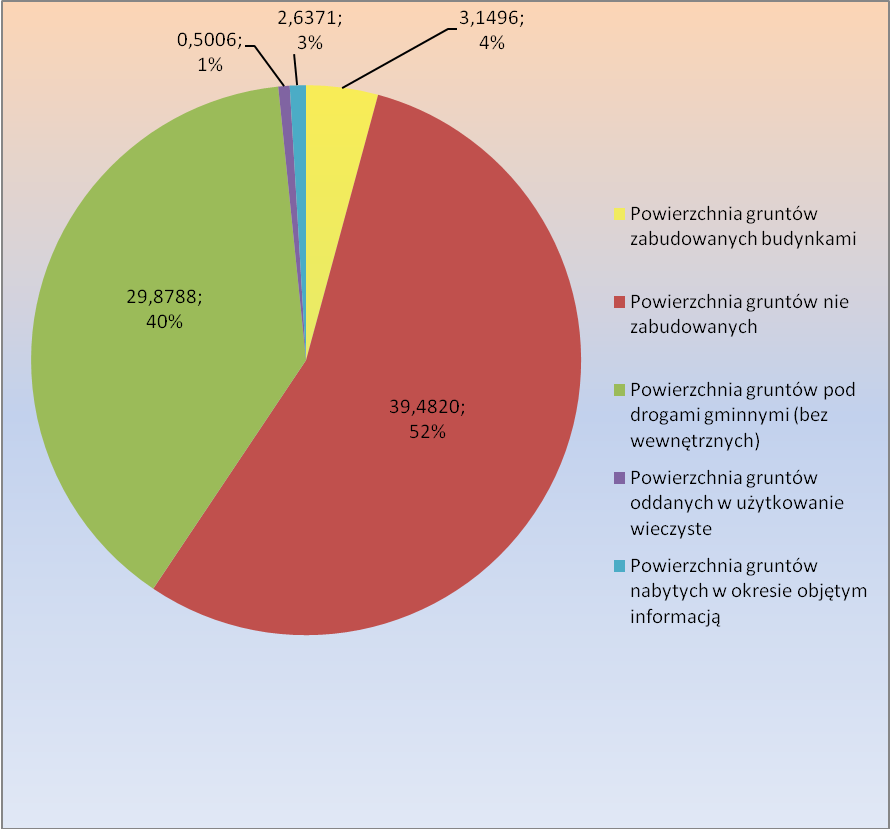 2,6371;
3%
3,1496;
4%
0,5006;
1%
29,8788;
40%
39,4820;
52%
Powierzchnia gruntów
zabudowanych budynkami
Powierzchnia gruntów nie
zabudowanych
Powierzchnia gruntów pod
drogami gminnymi (bez
wewnętrznych)
Powierzchnia gruntów
oddanych w użytkowanie
wieczyste
Powierzchnia gruntów
nabytych w okresie objętym
informacją